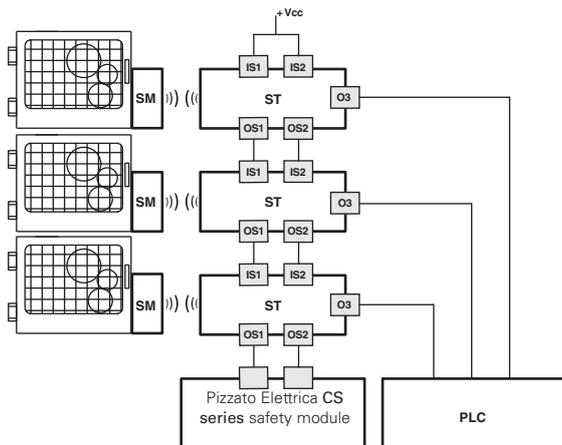 +Vcc
IS1 IS2
SM ST O3
OS1 OS2
IS1 IS2
SM ST O3
OS1 OS2
IS1 IS2
SM ST O3
OS1 OS2
Pizzato Elettrica CS
series safety module
PLC